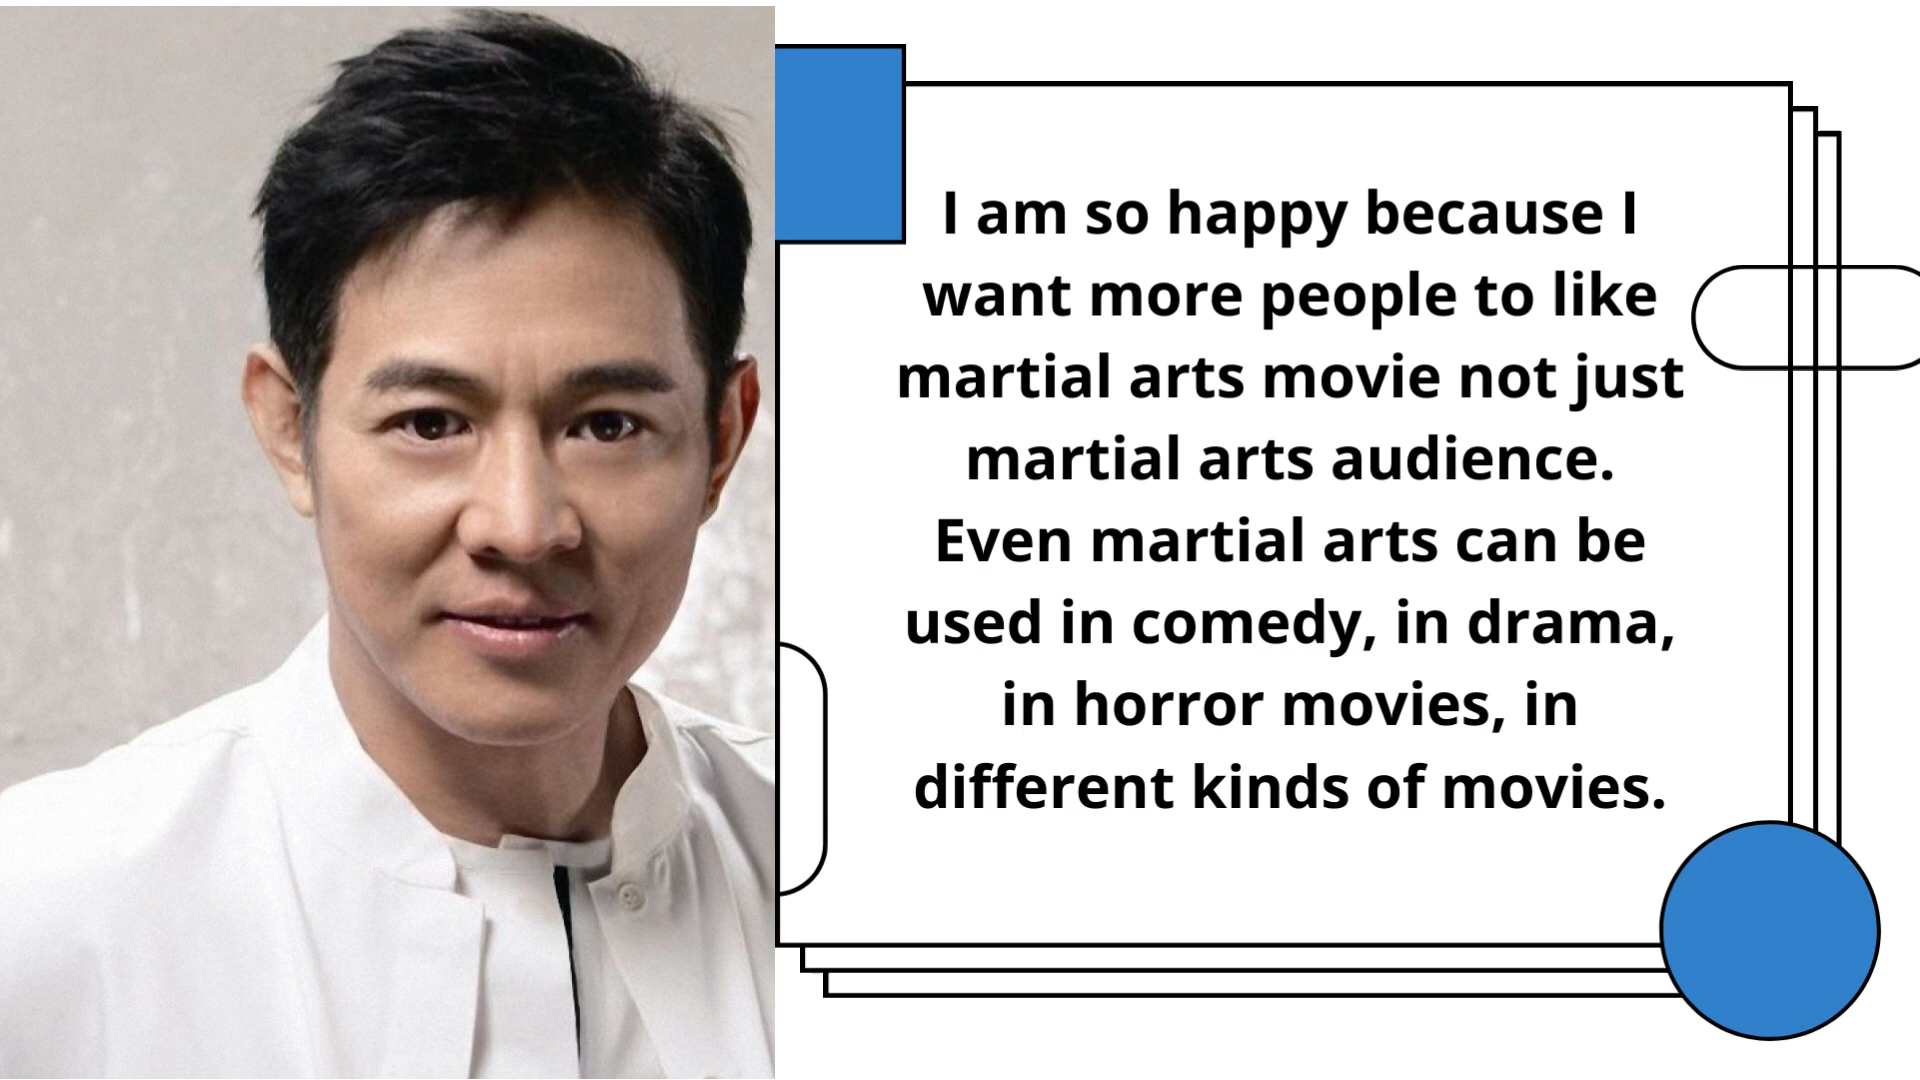 I am so happy because I
want more people to like
martial arts movie not just
martial arts audience.
Even martial arts can be
used in comedy, in drama,
in horror movies, in
different kinds of movies.